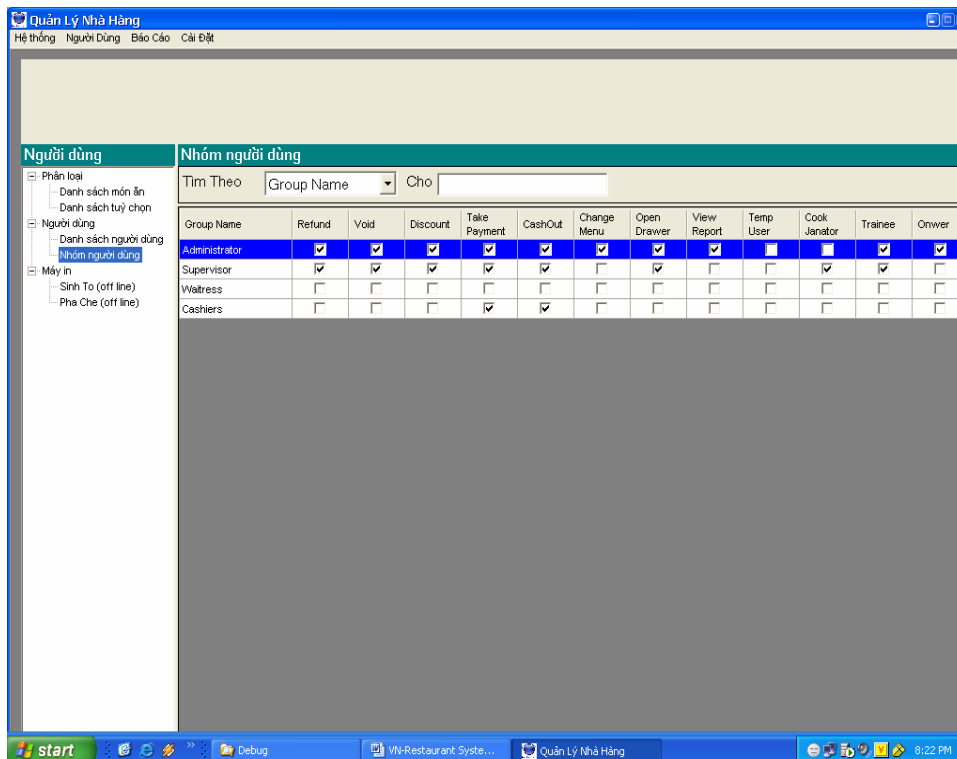 Quản Lý Nhà Hàng
Hệ thống Người Dùng Báo Cáo Cài Đặt
Người dùng
Phân loại
Danh sách món ăn
Danh sách tuỳ chọn
Người dùng
Danh sách người dùng
Nhóm người dùng
Máy in
Sinh To (off line)
Pha Che (off line)
Nhóm người dùng
Tìm Theo Group Name Cho
Group Name Refund Void Discount Take Payment CashOut Change Menu Open Drawer View Report Temp User Cook Janator Trainee Onwer
Administrator
Supervisor
Waitress
Cashiers
start Debug VN-Restaurant Syste... Quản Lý Nhà Hàng 8:22 PM